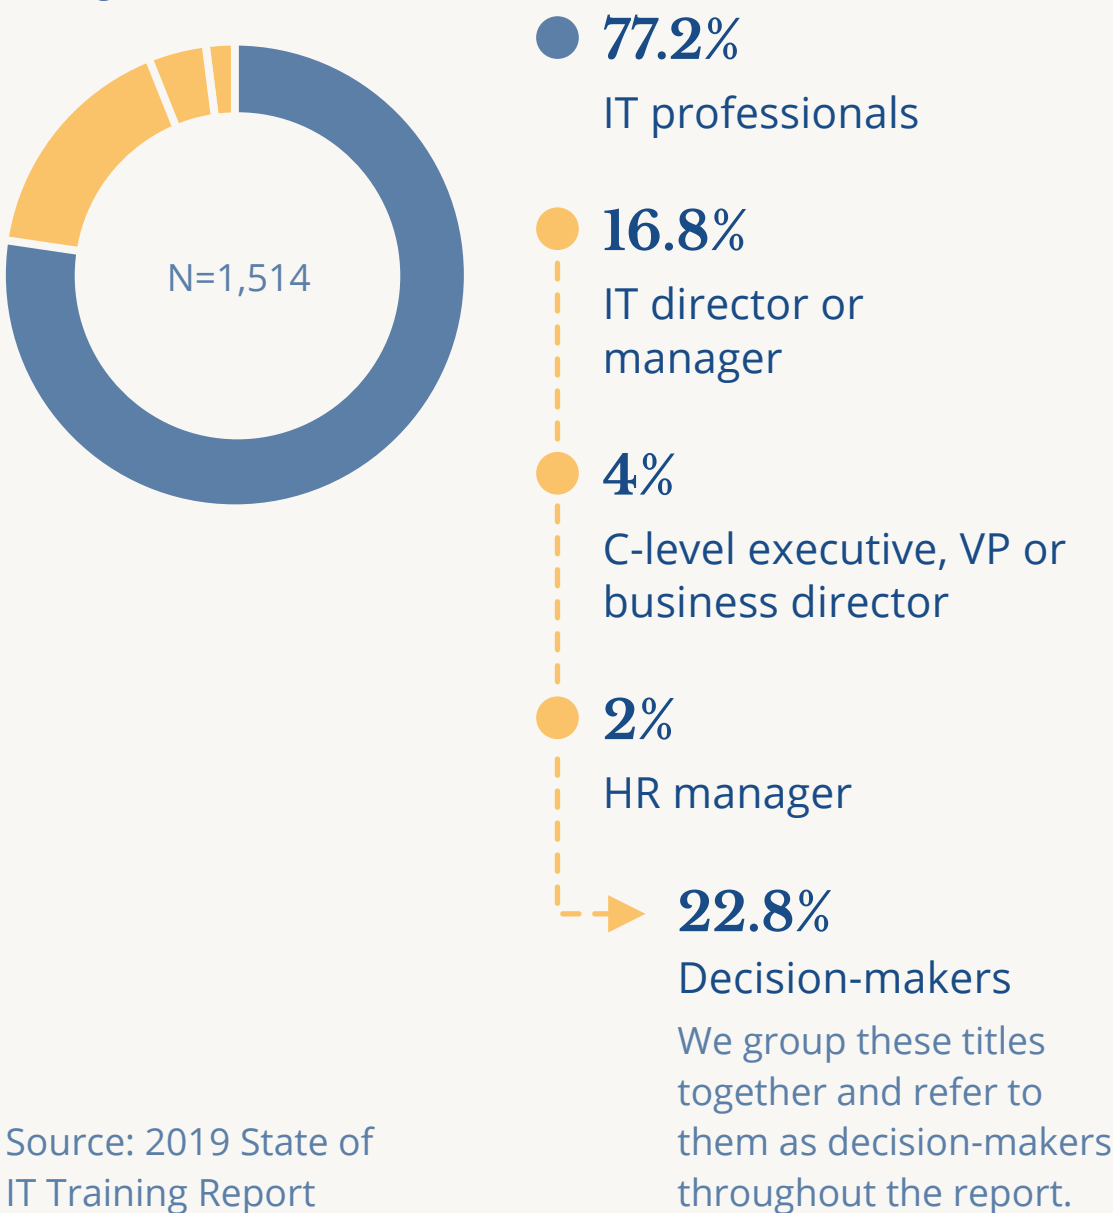 77.2%
IT professionals
N=1,514
16.8%
IT director or
manager
4%
C-level executive, VP or
business director
2%
HR manager
22.8%
Decision-makers
We group these titles
together and refer to
them as decision-makers
throughout the report.
Source: 2019 State of
IT Training Report